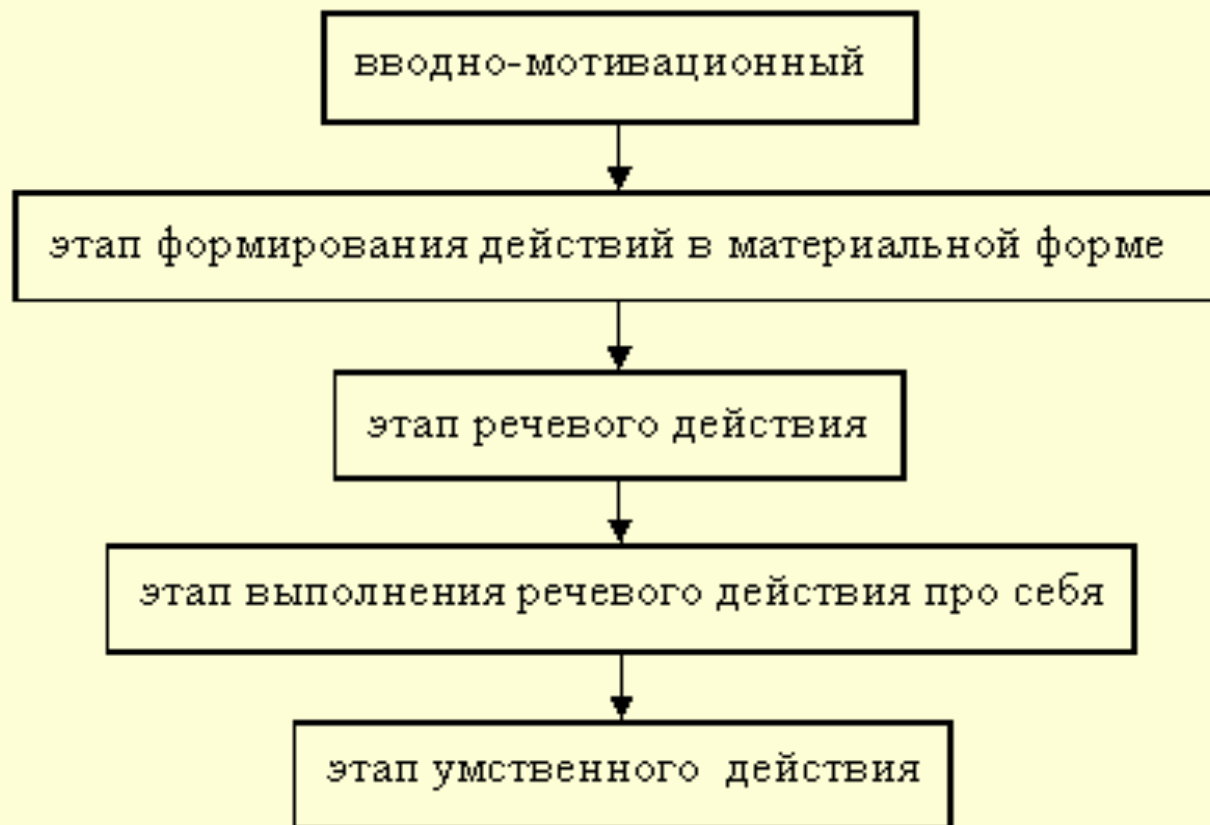 вводно-мотивационный
этап формирования действий в материальной форме
этап речевого действия
этап выполнения речевого действия про себя
этап умственного действия